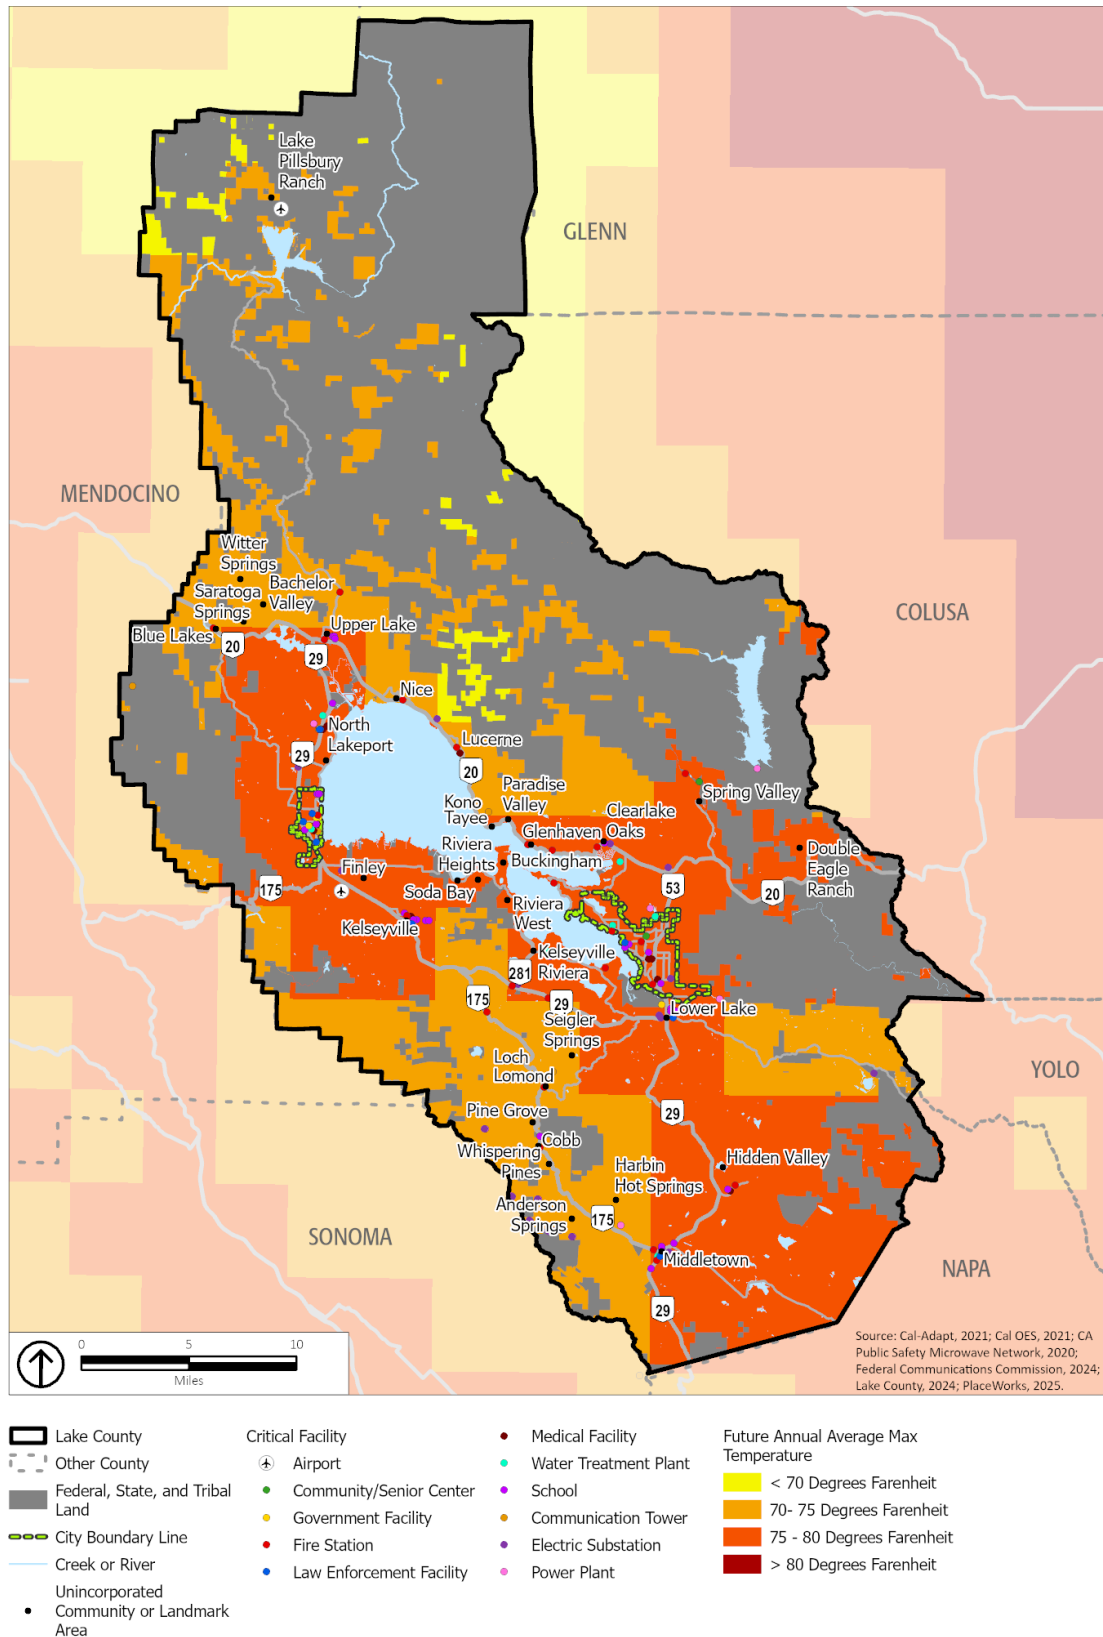 Lake
Pillsbury
Ranch
GLENN
MENDOCINO
COLUSA
Witter
Springs
Bachelor
Valley
Saratoga
Springs
Blue Lakes
Upper Lake
20
29
Nice
North
Lakeport
29
Lucerne
20
Paradise
Valley
Kono
Tayee
Spring Valley
Clearlake
Oaks
Glenhaven
Riviera
Heights
Buckingham
Double
Eagle
Ranch
Finley
175
Soda Bay
53
20
Riviera
West
Kelseyville
Kelseyville
Riviera
281
175
29
Lower Lake
Seigler
Springs
Loch
Lomond
YOLO
Pine Grove
29
Cobb
Whispering
Pines
Harbin
Hot Springs
Hidden Valley
Anderson
Springs
175
SONOMA
Middletown
NAPA
29
0 5 10
Miles
Source: Cal-Adapt, 2021; Cal OES, 2021; CA
Public Safety Microwave Network, 2020;
Federal Communications Commission, 2024;
Lake County, 2024; PlaceWorks, 2025.
Lake County
Other County
Federal, State, and Tribal
Land
City Boundary Line
Creek or River
Unincorporated
Community or Landmark
Area
Critical Facility
Airport
Community/Senior Center
Government Facility
Fire Station
Law Enforcement Facility
Medical Facility
Water Treatment Plant
School
Communication Tower
Electric Substation
Power Plant
Future Annual Average Max
Temperature
< 70 Degrees Farenheit
70- 75 Degrees Farenheit
75 - 80 Degrees Farenheit
> 80 Degrees Farenheit